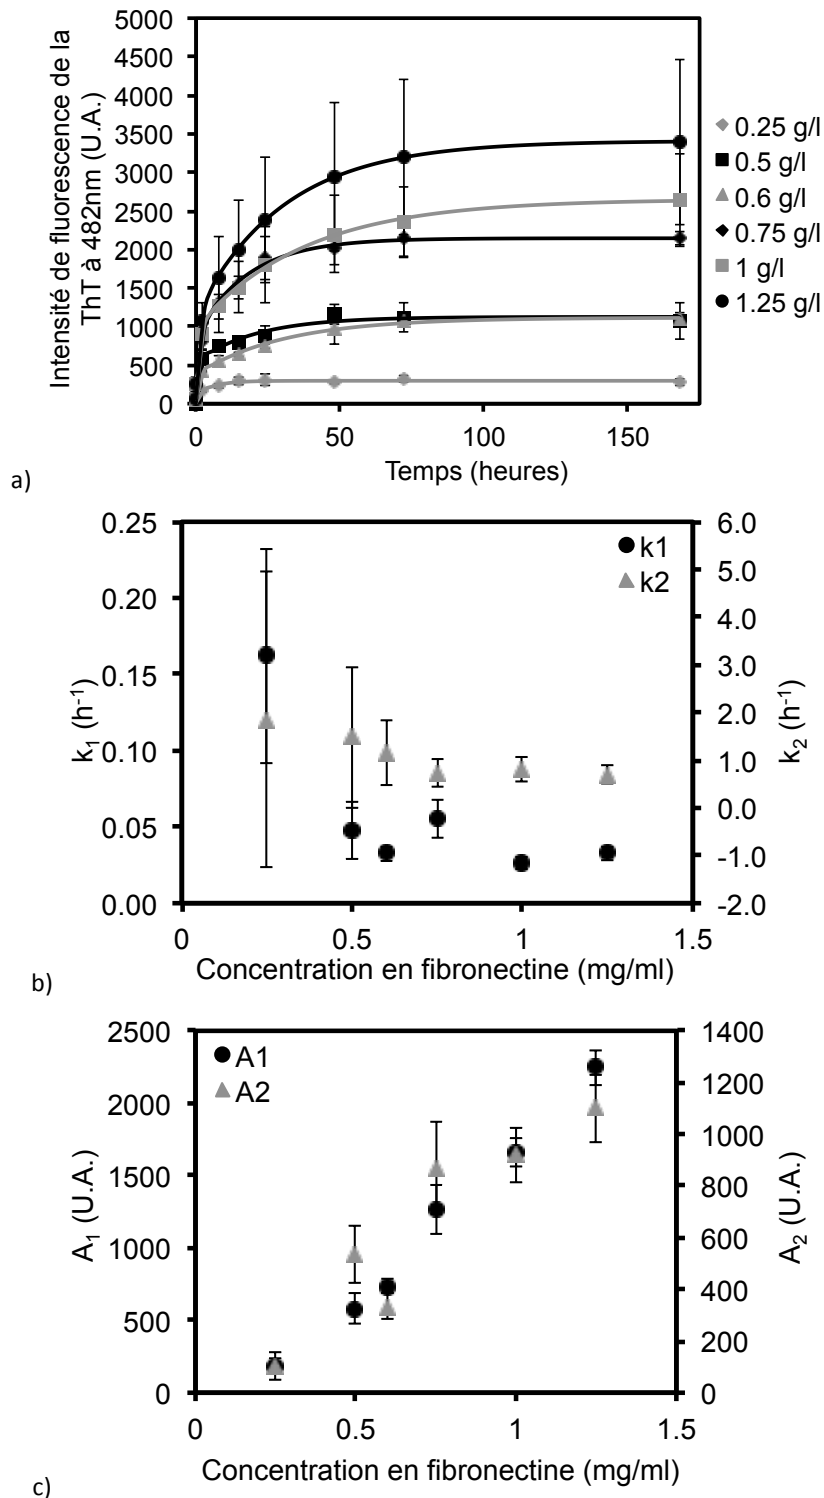 Intensité de fluorescence de la
ThT à 482nm (U.A.)
5000
4500
4000
3500
3000
2500
2000
1500
1000
500
0
0.25 g/l
0.5 g/l
0.6 g/l
0.75 g/l
1 g/l
1.25 g/l
0 50 100 150
Temps (heures)
a)
k1 (h-1)
0.25
0.20
0.15
0.10
0.05
0.00
k1
k2
6.0
5.0
4.0
3.0
2.0
1.0
0.0
-1.0
-2.0
k2 (h-1)
0 0.5 1 1.5
Concentration en fibronectine (mg/ml)
b)
A1 (U.A.)
2500
2000
1500
1000
500
0
A1
A2
1400
1200
1000
800
600
400
200
0
A2 (U.A.)
0 0.5 1 1.5
Concentration en fibronectine (mg/ml)
c)